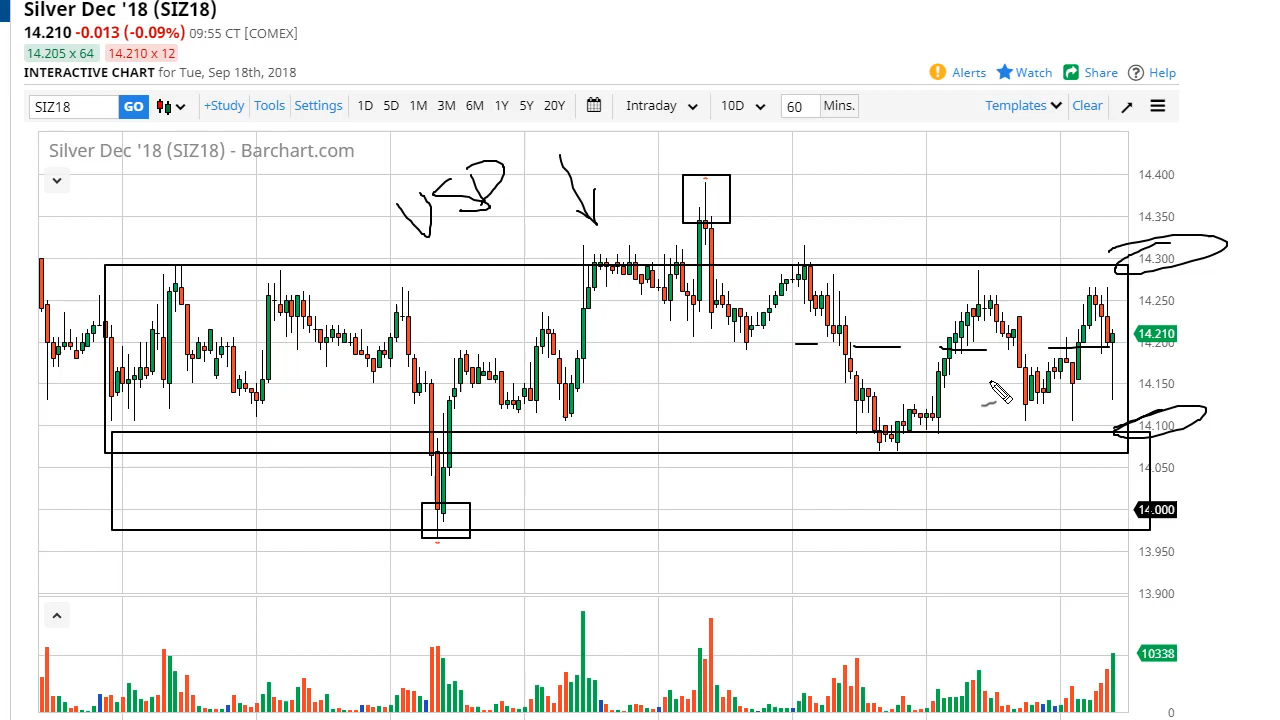 Silver Dec '18 (SIZ18)
14.210 -0.013 (-0.09%) 09:55 CT [COMEX]
14.205 x 64 14.210 x 12
INTERACTIVE CHART for Tue, Sep 18th, 2018
Alerts Watch Share Help
SIZ18 GO +Study Tools Settings 1D 5D 1M 3M 6M 1Y 5Y 20Y Intraday 10D 60 Mins. Templates Clear
Silver Dec '18 (SIZ18) - Barchart.com
USD
14.400
14.350
14.300
14.250
14.210
14.200
14.150
14.100
14.050
14.000
13.950
13.900
10338
0